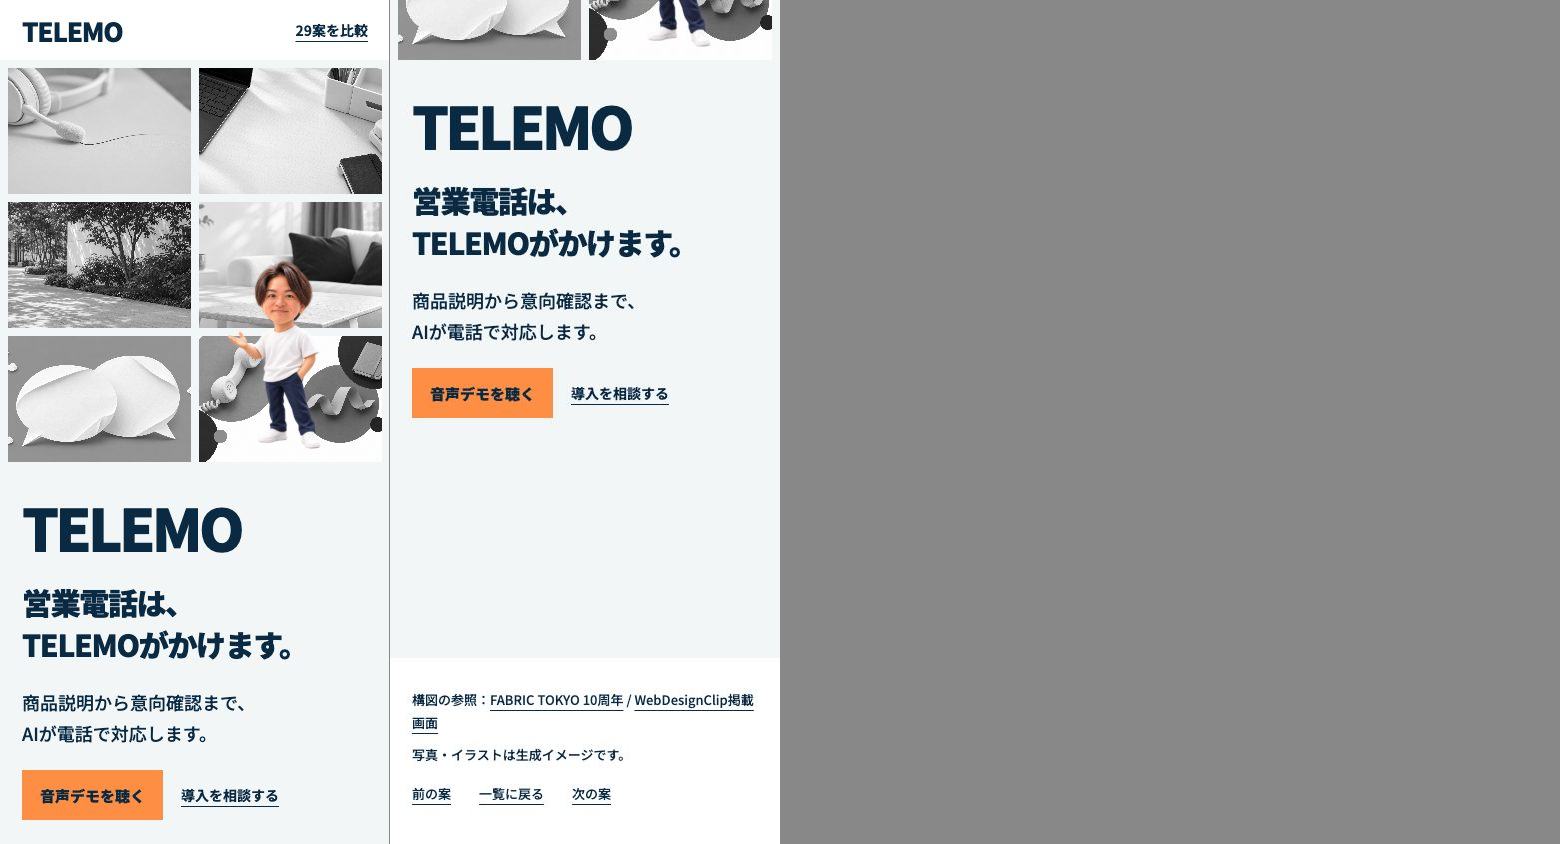 TELEMO
29案を比較
TELEMO
営業電話は、
TELEMOがかけます。
商品説明から意向確認まで、
AIが電話で対応します。
音声デモを聴く
導入を相談する
TELEMO
営業電話は、
TELEMOがかけます。
商品説明から意向確認まで、
AIが電話で対応します。
音声デモを聴く
導入を相談する
構図の参照：FABRIC TOKYO 10周年 / WebDesignClip掲載
画面
写真・イラストは生成イメージです。
前の案
一覧に戻る
次の案